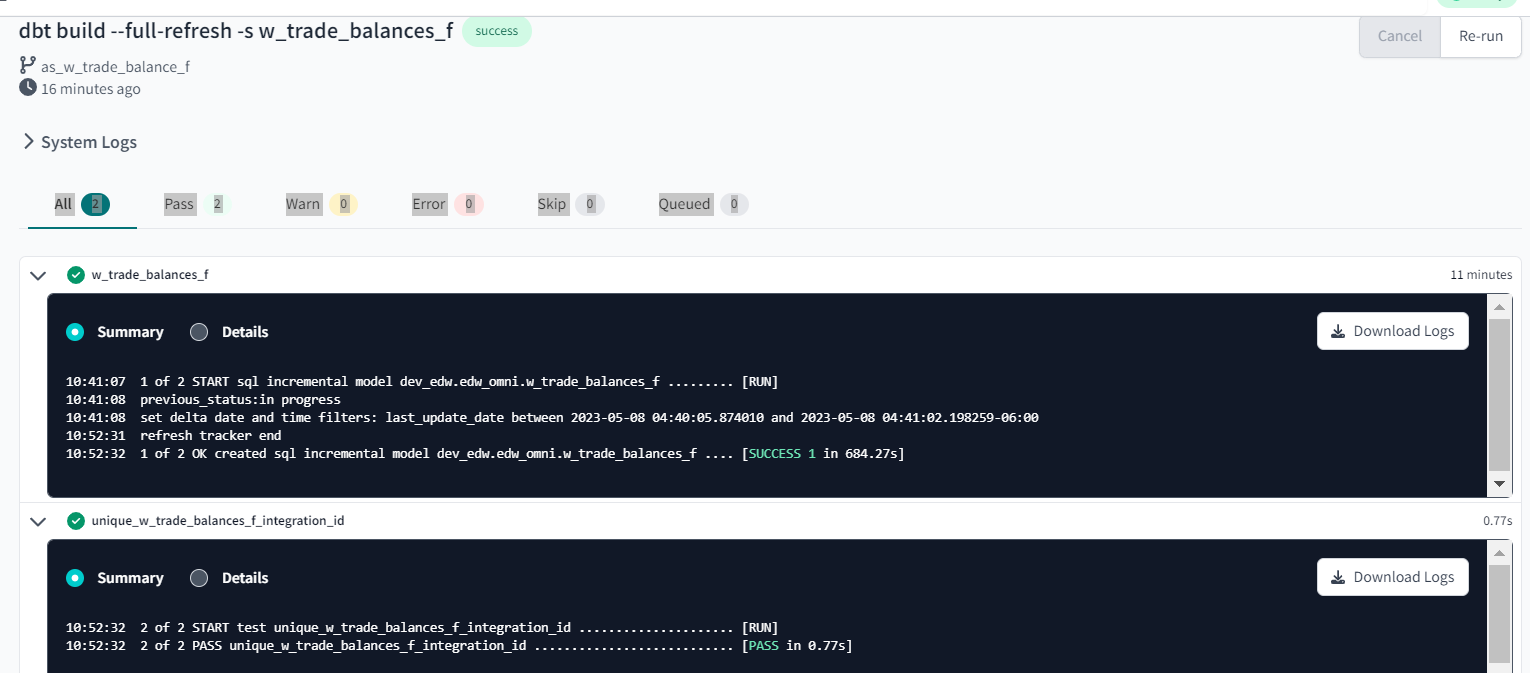 dbt build --full-refresh -s w_trade_balances_f success
Cancel Re-run
as_w_trade_balance_f
16 minutes ago
System Logs
All 2 Pass 2 Warn 0 Error 0 Skip 0 Queued 0
w_trade_balances_f 11 minutes
Summary Details Download Logs
10:41:07 1 of 2 START sql incremental model dev_edw.edw_omni.w_trade_balances_f ......... [RUN]
10:41:08 previous_status:in progress
10:41:08 set delta date and time filters: last_update_date between 2023-05-08 04:40:05.874010 and 2023-05-08 04:41:02.198259-06:00
10:52:31 refresh tracker end
10:52:32 1 of 2 OK created sql incremental model dev_edw.edw_omni.w_trade_balances_f .... [SUCCESS 1 in 684.27s]
unique_w_trade_balances_f_integration_id 0.77s
Summary Details Download Logs
10:52:32 2 of 2 START test unique_w_trade_balances_f_integration_id ..................... [RUN]
10:52:32 2 of 2 PASS unique_w_trade_balances_f_integration_id ........................... [PASS in 0.77s]